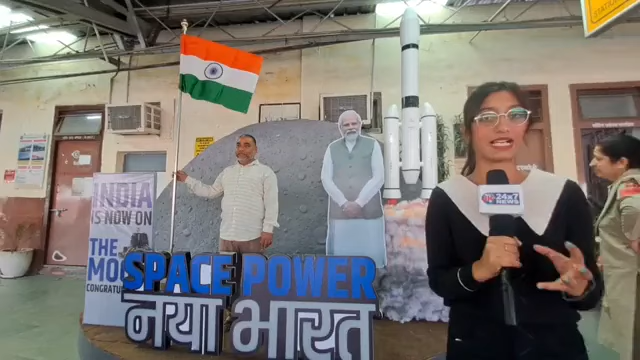 INDIA
IS NOW ON
THE
MOO
CONGRATU
SPACE POWER
नया भारत
24x7
NEWS